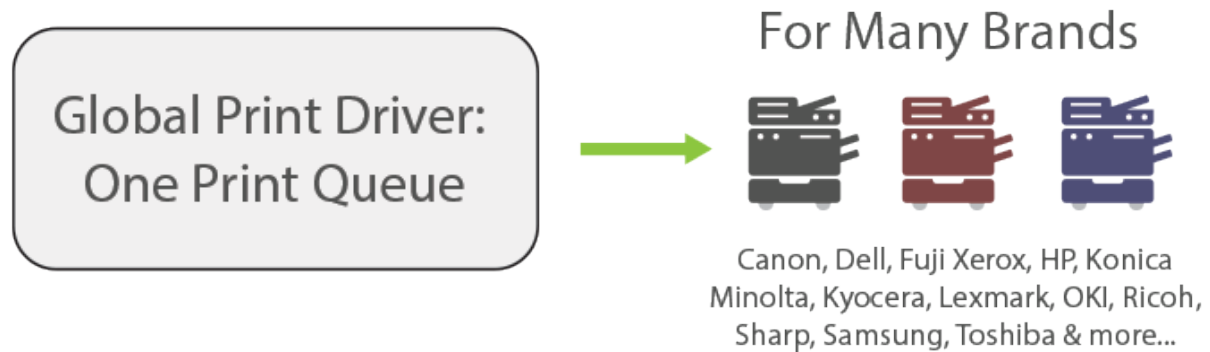 Global Print Driver:
One Print Queue
For Many Brands
Canon, Dell, Fuji Xerox, HP, Konica
Minolta, Kyocera, Lexmark, OKI, Ricoh,
Sharp, Samsung, Toshiba & more...